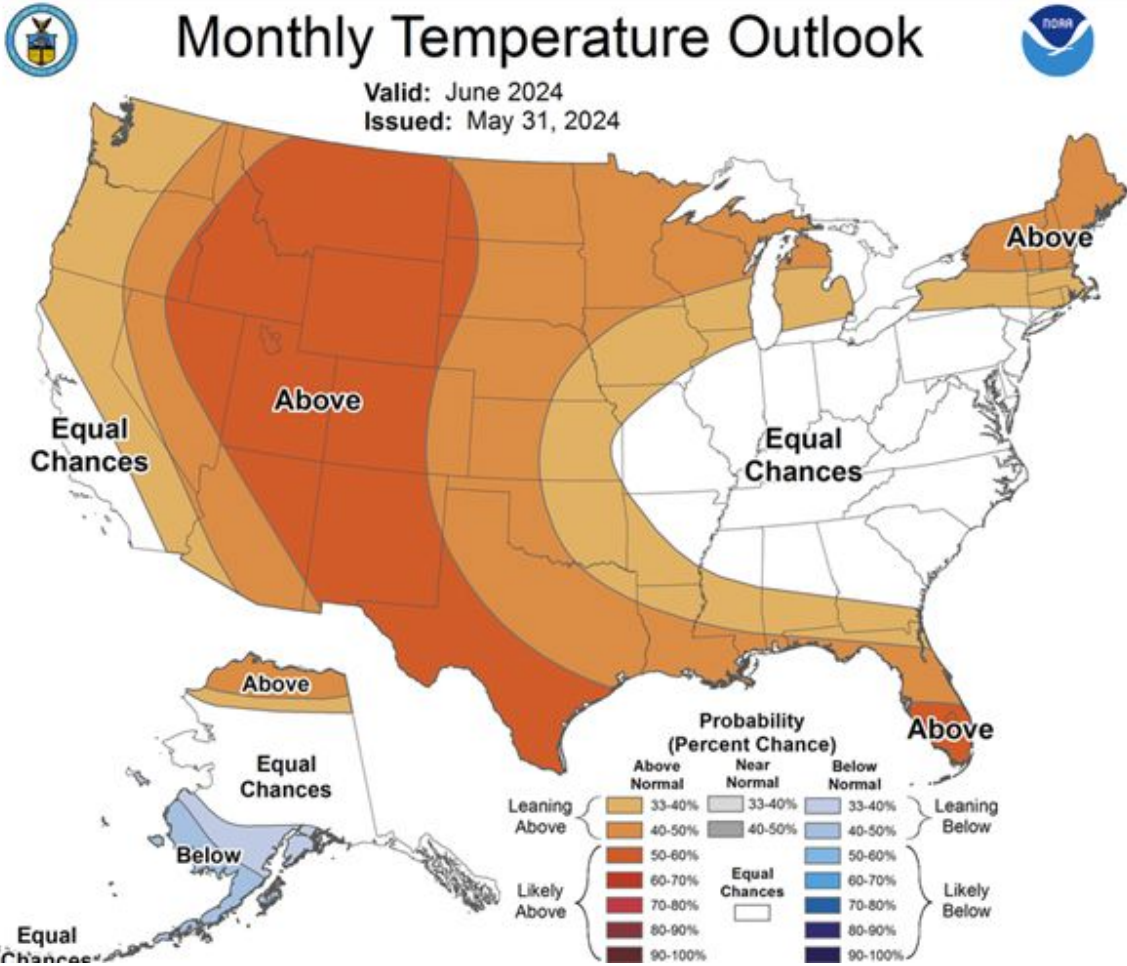 Monthly Temperature Outlook
NOAA
Valid: June 2024
Issued: May 31, 2024
Above
Above
Equal
Chances
Equal
Chances
Above
Above
Equal
Chances
Below
Equal
Chances
Probability
(Percent Chance)
Above
Normal
Near
Normal
Below
Normal
Leaning
Above
33-40%
40-50%
33-40%
40-50%
33-40%
40-50%
Leaning
Below
Likely
Above
50-60%
60-70%
70-80%
80-90%
90-100%
Equal
Chances
50-60%
60-70%
70-80%
80-90%
90-100%
Likely
Below